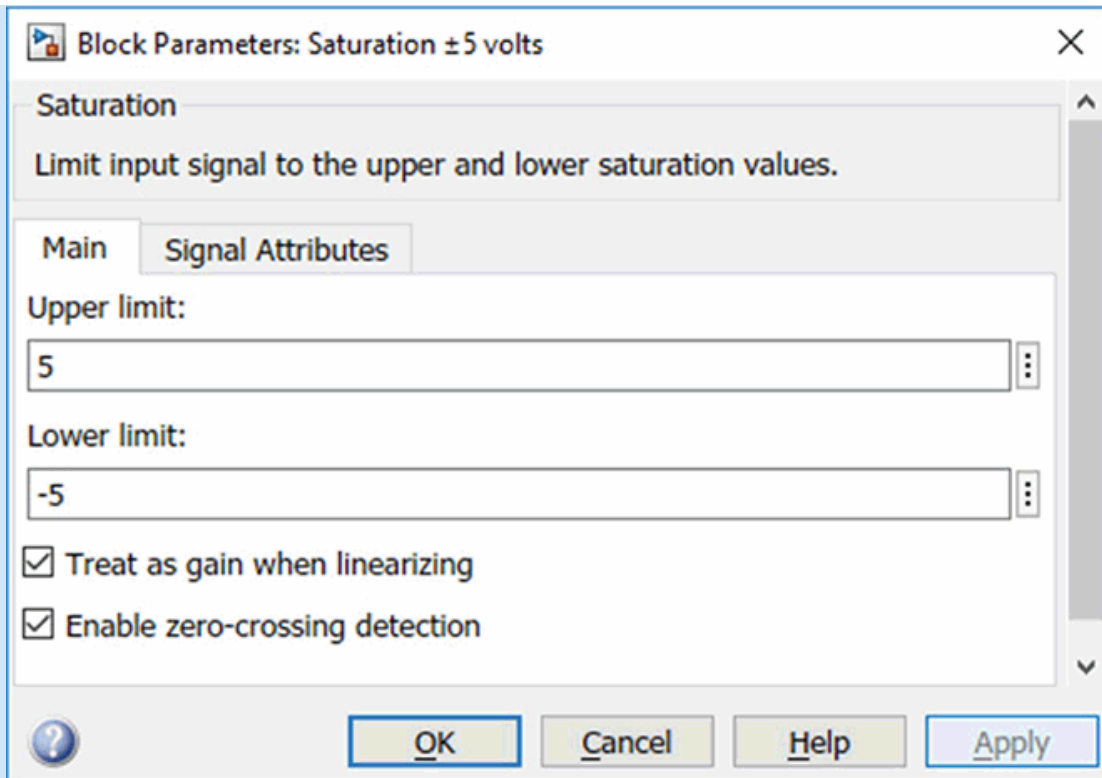 Block Parameters: Saturation ±5 volts
Saturation
Limit input signal to the upper and lower saturation values.
Main Signal Attributes
Upper limit:
5
Lower limit:
-5
Treat as gain when linearizing
Enable zero-crossing detection
OK Cancel Help Apply